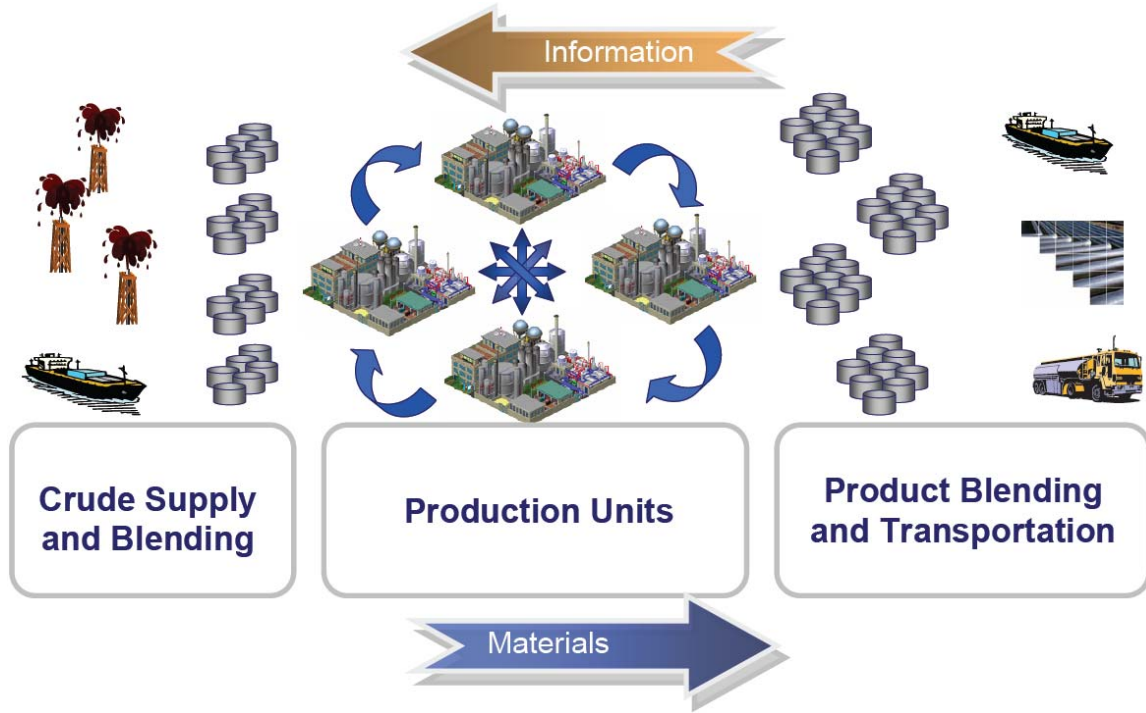 Information
Crude Supply
and Blending
Production Units
Product Blending
and Transportation
Materials